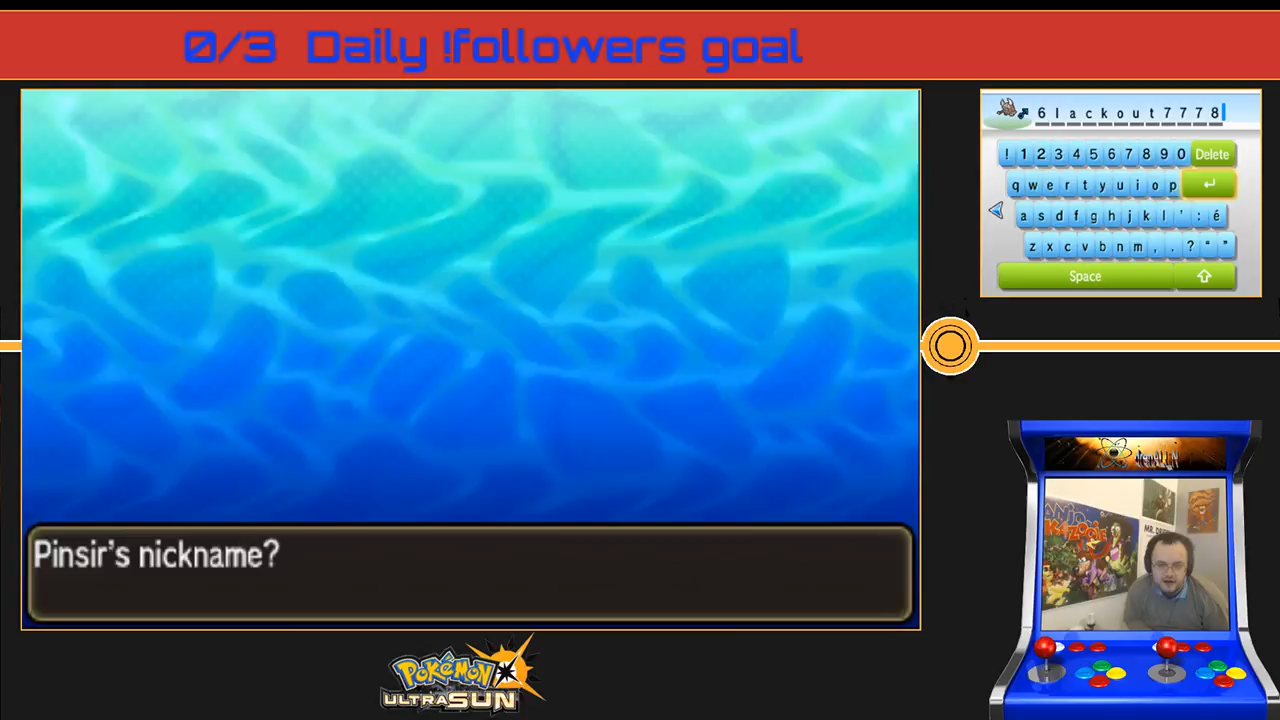 0/3 Daily !followers goal
6lackout7778
! 1 2 3 4 5 6 7 8 9 0 Delete
q w e r t y u i o p
a s d f g h j k l ' : é
z x c v b n m , . ? “ ”
Space
Pinsir's nickname?
POKÉMON
ULTRA SUN